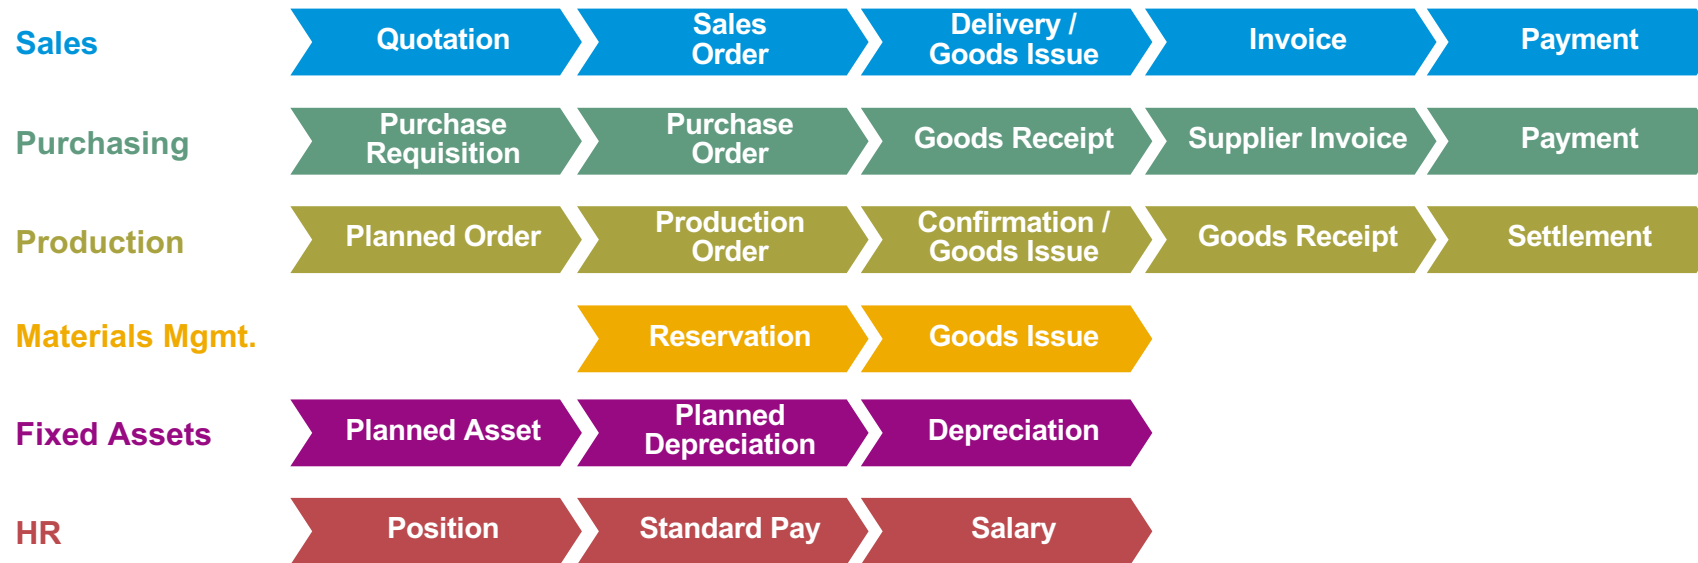 Sales
Quotation
Sales
Order
Delivery /
Goods Issue
Invoice
Payment
Purchasing
Purchase
Requisition
Purchase
Order
Goods Receipt
Supplier Invoice
Payment
Production
Planned Order
Production
Order
Confirmation /
Goods Issue
Goods Receipt
Settlement
Materials Mgmt.
Reservation
Goods Issue
Fixed Assets
Planned Asset
Planned
Depreciation
Depreciation
HR
Position
Standard Pay
Salary